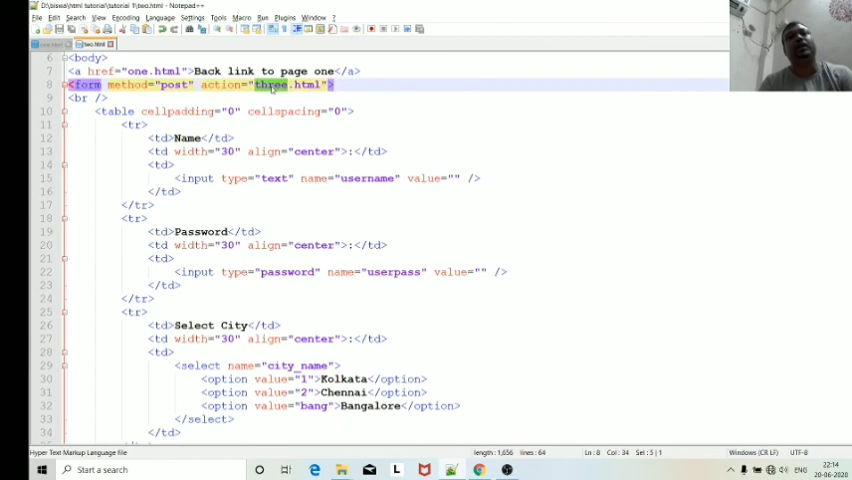 D:\biswa\html tutorial\tutorial 1\two.html - Notepad++
File Edit Search View Encoding Language Settings Tools Macro Run Plugins Window ?
one.html two.html
6 <body>
7 <a href="one.html">Back link to page one</a>
8 <form method="post" action="three.html">
9 <br />
10 <table cellpadding="0" cellspacing="0">
11 <tr>
12 <td>Name</td>
13 <td width="30" align="center">:</td>
14 <td>
15 <input type="text" name="username" value="" />
16 </td>
17 </tr>
18 <tr>
19 <td>Password</td>
20 <td width="30" align="center">:</td>
21 <td>
22 <input type="password" name="userpass" value="" />
23 </td>
24 </tr>
25 <tr>
26 <td>Select City</td>
27 <td width="30" align="center">:</td>
28 <td>
29 <select name="city_name">
30 <option value="1">Kolkata</option>
31 <option value="2">Chennai</option>
32 <option value="bang">Bangalore</option>
33 </select>
34 </td>
Hyper Text Markup Language file length : 1,656 lines : 64 Ln : 8 Col : 34 Sel : 5 | 1 Windows (CR LF) UTF-8
Start a search L ENG 22:14
20-06-2020